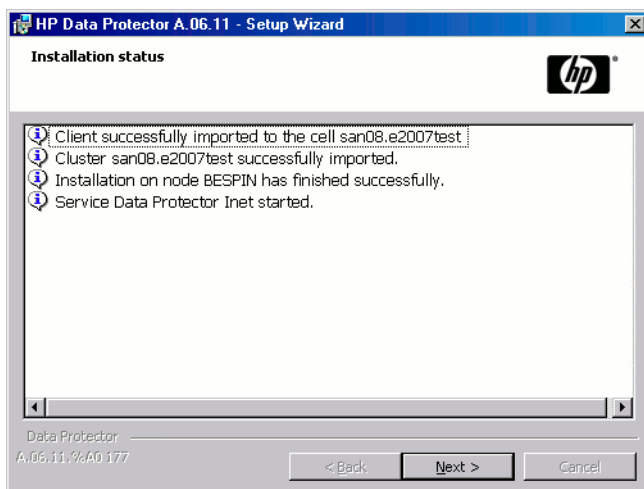 HP Data Protector A.06.11 - Setup Wizard
Installation status
hp
Client successfully imported to the cell san08.e2007test
Cluster san08.e2007test successfully imported.
Installation on node BESPIN has finished successfully.
Service Data Protector Inet started.
Data Protector
A.06.11.%A0 177
< Back
Next >
Cancel